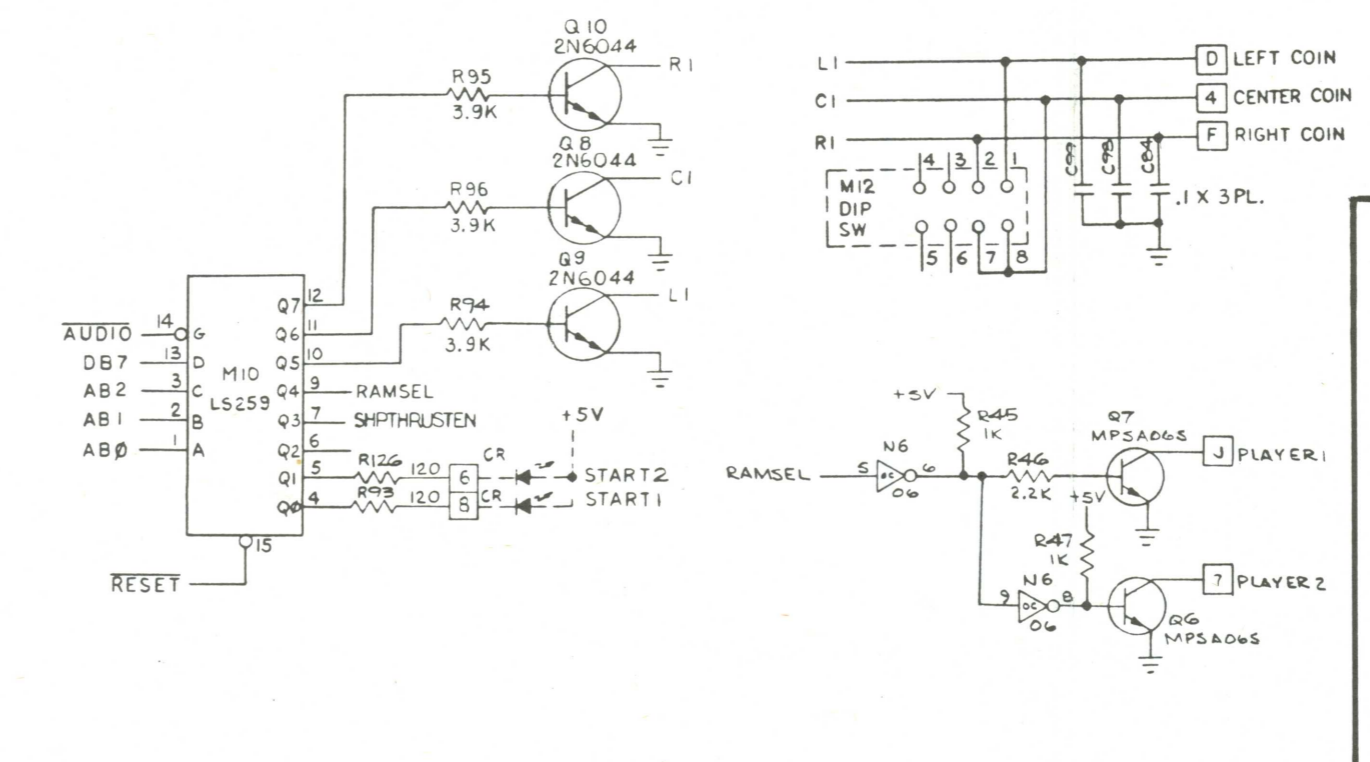 Q10
2N6044
R1
R95
3.9K
Q8
2N6044
C1
R96
3.9K
Q9
2N6044
L1
R94
3.9K
AUDIO 14 G
DB7 13 D
AB2 3 C
AB1 2 B
ABØ 1 A
M10
LS259
Q7 12
Q6 11
Q5 10
Q4 9 RAMSEL
Q3 7 SHPTHRUSTEN
Q2 6
Q1 5 R126 120 6 CR START2
QØ 4 R93 120 8 CR START1
+5V
15
RESET
L1 D LEFT COIN
C1 4 CENTER COIN
R1 F RIGHT COIN
C99 C98 C84
.1 X 3 PL.
4 3 2 1
M12
DIP
SW
5 6 7 8
+5V
R45
1K
RAMSEL 5 N6 6
OC
06
R46
2.2K
Q7
MPSA06S
J PLAYER1
+5V
R47
1K
9 N6 8
OC
06
Q6
MPSA06S
7 PLAYER2